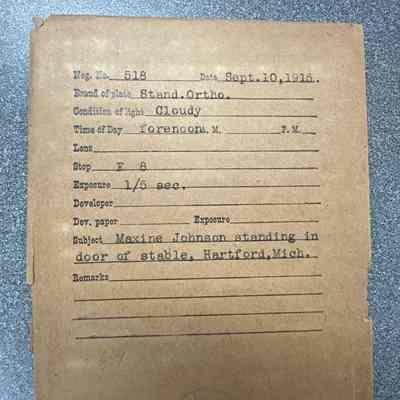 Neg. No. 518 Date Sept.10,1915.
Brand of plate Stand.Ortho.
Condition of light Cloudy
Time of Day forenoon A. M. P. M.
Lens
Stop F 8
Exposure 1/5 sec.
Developer
Dev. paper Exposure
Subject Maxine Johnson standing in
door of stable, Hartford,Mich.
Remarks